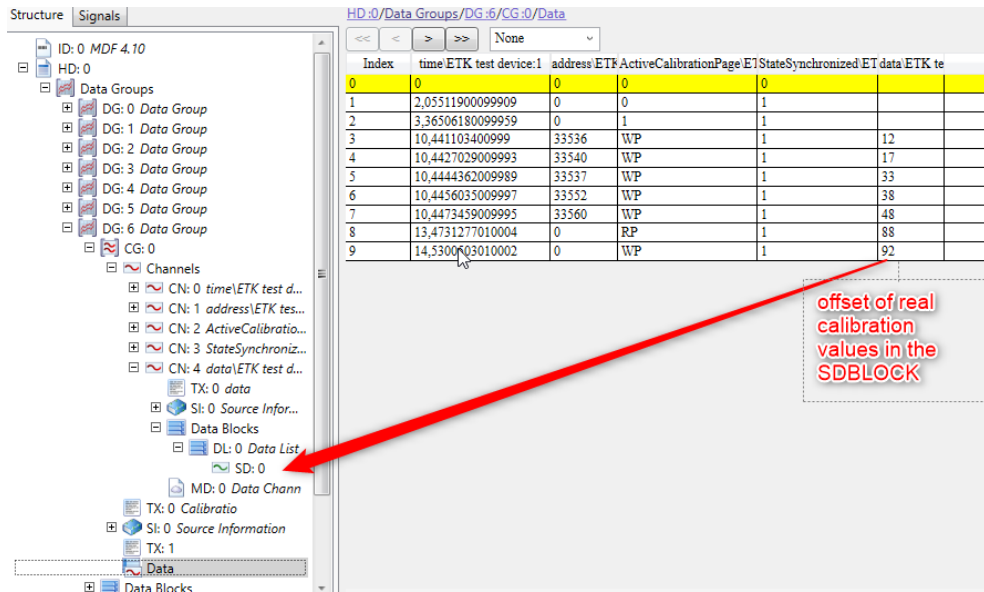 Structure Signals
ID: 0 MDF 4.10
HD: 0
Data Groups
DG: 0 Data Group
DG: 1 Data Group
DG: 2 Data Group
DG: 3 Data Group
DG: 4 Data Group
DG: 5 Data Group
DG: 6 Data Group
CG: 0
Channels
CN: 0 time\ETK test d...
CN: 1 address\ETK tes...
CN: 2 ActiveCalibratio...
CN: 3 StateSynchroniz...
CN: 4 data\ETK test d...
TX: 0 data
SI: 0 Source Infor...
Data Blocks
DL: 0 Data List
SD: 0
MD: 0 Data Chann
TX: 0 Calibratio
SI: 0 Source Information
TX: 1
Data
Data Blocks
HD:0/Data Groups/DG:6/CG:0/Data
<< < > >> None
Index time\ETK test device:1 address\ETK ActiveCalibrationPage\ET StateSynchronized\ET data\ETK te
0 0 0 0 0
1 2,05511900099909 0 0 1
2 3,36506180099959 0 1 1
3 10,441103400999 33536 WP 1 12
4 10,4427029009993 33540 WP 1 17
5 10,4444362009989 33537 WP 1 33
6 10,4456035009997 33552 WP 1 38
7 10,4473459009995 33560 WP 1 48
8 13,4731277010004 0 RP 1 88
9 0 WP 1 92
offset of real
calibration
values in the
SDBLOCK